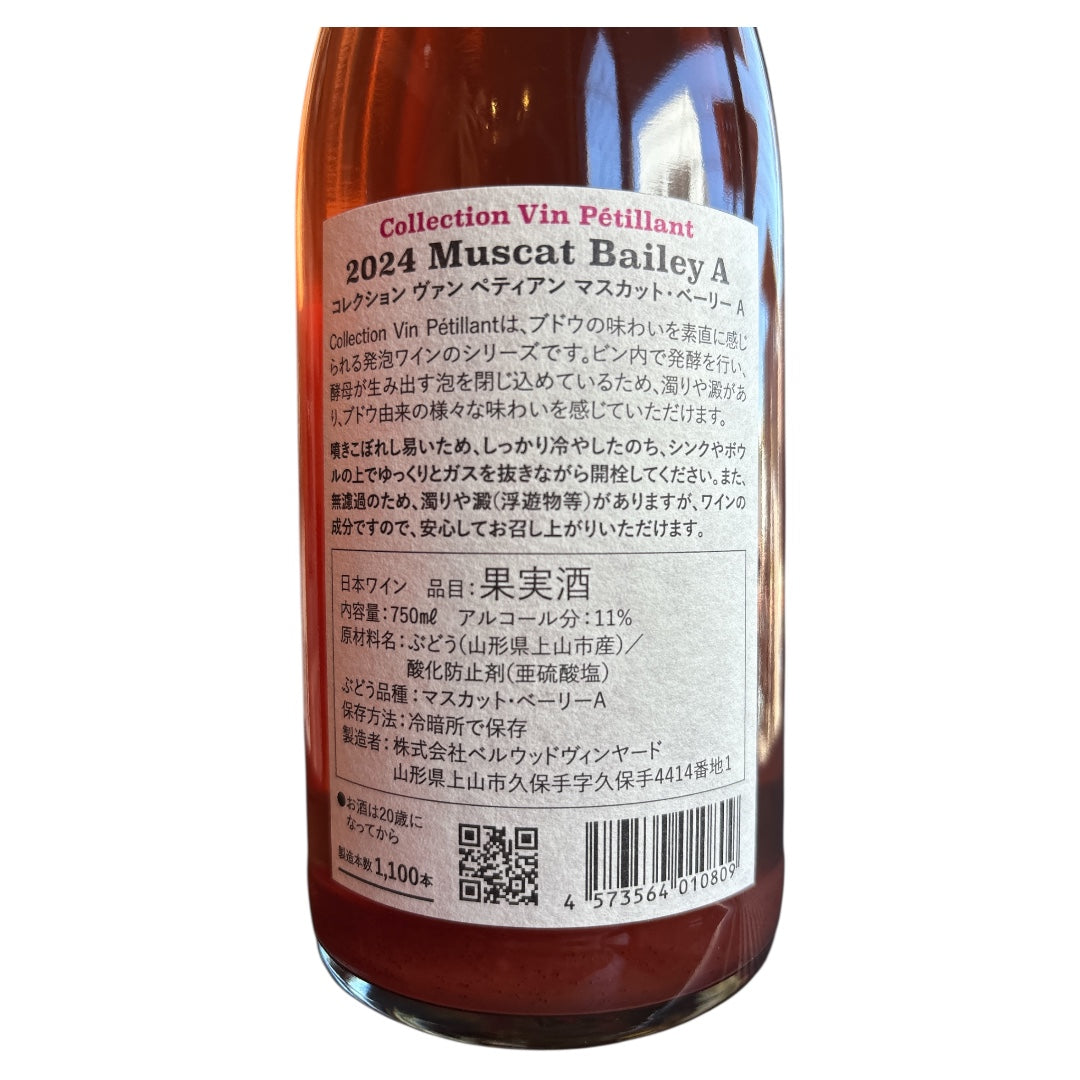 Collection Vin Pétillant
2024 Muscat Bailey A
コレクション ヴァン ペティアン マスカット・ベーリー A
Collection Vin Pétillantは、ブドウの味わいを素直に感じ
られる発泡ワインのシリーズです。ビン内で発酵を行い、
酵母が生み出す泡を閉じ込めているため、濁りや澱があ
り、ブドウ由来の様々な味わいを感じていただけます。
噴きこぼれし易いため、しっかり冷やしたのち、シンクやボウ
ルの上でゆっくりとガスを抜きながら開栓してください。また、
無濾過のため、濁りや澱(浮遊物等)がありますが、ワインの
成分ですので、安心してお召し上がりいただけます。
日本ワイン 品目:果実酒
内容量:750㎖ アルコール分:11%
原材料名:ぶどう(山形県上山市産)/
酸化防止剤(亜硫酸塩)
ぶどう品種:マスカット・ベーリーA
保存方法:冷暗所で保存
製造者:株式会社ベルウッドヴィンヤード
山形県上山市久保手字久保手4414番地1
●お酒は20歳に
なってから
製造本数1,100本
4 573564 010809